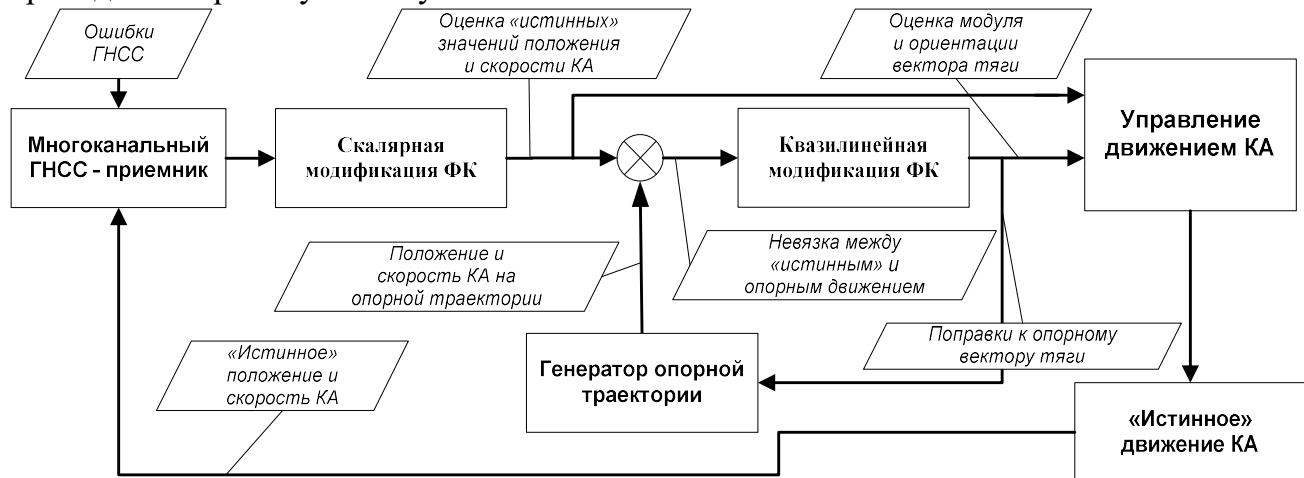 Ошибки
ГНСС
Оценка «истинных»
значений положения
и скорости КА
Оценка модуля
и ориентации
вектора тяги
Многоканальный
ГНСС - приемник
Скалярная
модификация ФК
Квазилинейная
модификация ФК
Управление
движением КА
Положение и
скорость КА на
опорной траектории
Невязка между
«истинным» и
опорным движением
«Истинное»
положение и
скорость КА
Генератор опорной
траектории
Поправки к опорному
вектору тяги
«Истинное»
движение КА